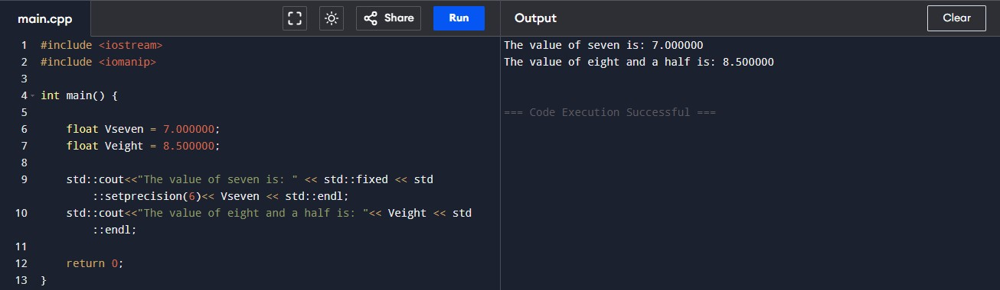 main.cpp
Share
Run
Output
Clear
1 #include <iostream>
2 #include <iomanip>
3
4 int main() {
5
6 float Vseven = 7.000000;
7 float Veight = 8.500000;
8
9 std::cout<<"The value of seven is: " << std::fixed << std
::setprecision(6)<< Vseven << std::endl;
10 std::cout<<"The value of eight and a half is: "<< Veight << std
::endl;
11
12 return 0;
13 }
The value of seven is: 7.000000
The value of eight and a half is: 8.500000
=== Code Execution Successful ===